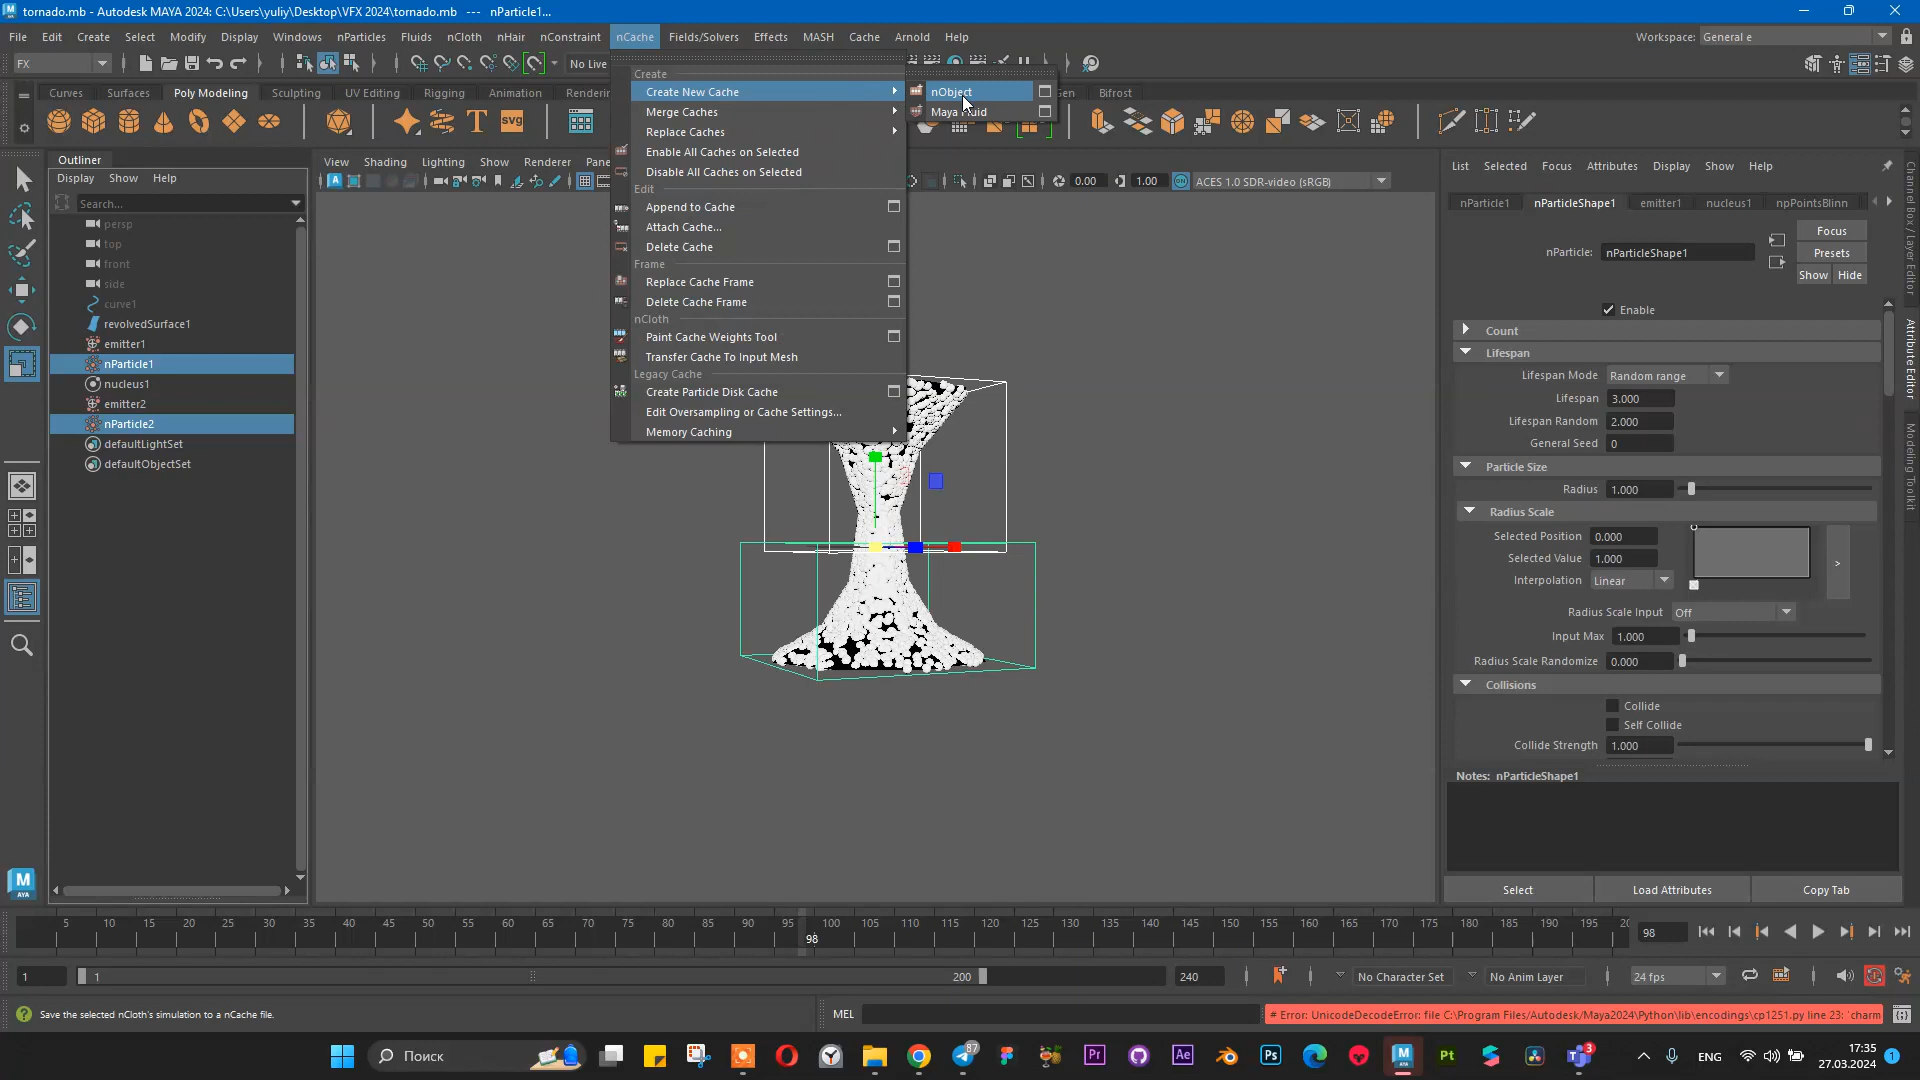 tornado.mb - Autodesk MAYA 2024: C:\Users\yuliy\Desktop\VFX 2024\tornado.mb --- nParticle1...
File Edit Create Select Modify Display Windows nParticles Fluids nCloth nHair nConstraint nCache Fields/Solvers Effects MASH Cache Arnold Help
Workspace: General e
FX
No Live
Curves Surfaces Poly Modeling Sculpting UV Editing Rigging Animation Bifrost
Create
Create New Cache
Merge Caches
Replace Caches
Enable All Caches on Selected
Disable All Caches on Selected
Edit
Append to Cache
Attach Cache...
Delete Cache
Frame
Replace Cache Frame
Delete Cache Frame
nCloth
Paint Cache Weights Tool
Transfer Cache To Input Mesh
Legacy Cache
Create Particle Disk Cache
Edit Oversampling or Cache Settings...
Memory Caching
nObject
Outliner
Display Show Help
Search...
persp
top
front
side
curve1
revolvedSurface1
emitter1
nParticle1
nucleus1
emitter2
nParticle2
defaultLightSet
defaultObjectSet
View Shading Lighting Show Renderer
0.00 1.00 ACES 1.0 SDR-video (sRGB)
List Selected Focus Attributes Display Show Help
nParticle1 nParticleShape1 emitter1 nucleus1 npPointsBlinn
nParticle: nParticleShape1
Focus
Presets
Show Hide
Enable
Count
Lifespan
Lifespan Mode Random range
Lifespan 3.000
Lifespan Random 2.000
General Seed 0
Particle Size
Radius 1.000
Radius Scale
Selected Position 0.000
Selected Value 1.000
Interpolation Linear
>
Radius Scale Input Off
Input Max 1.000
Radius Scale Randomize 0.000
Collisions
Collide
Self Collide
Collide Strength 1.000
Notes: nParticleShape1
Select Load Attributes Copy Tab
Channel Box / Layer Editor
Attribute Editor
Modeling Toolkit
5 10 15 20 25 30 35 40 45 50 55 60 65 70 75 80 85 90 95 100 105 110 115 120 125 130 135 140 145 150 155 160 165 170 175 180 185 190 195
98
98
1 1 200 240 No Character Set No Anim Layer 24 fps
Save the selected nCloth's simulation to a nCache file.
MEL
# Error: UnicodeDecodeError: file C:\Program Files/Autodesk/Maya2024\Python\lib\encodings\cp1251.py line 23: 'charm
Поиск
87
3
ENG
17:35
27.03.2024
1